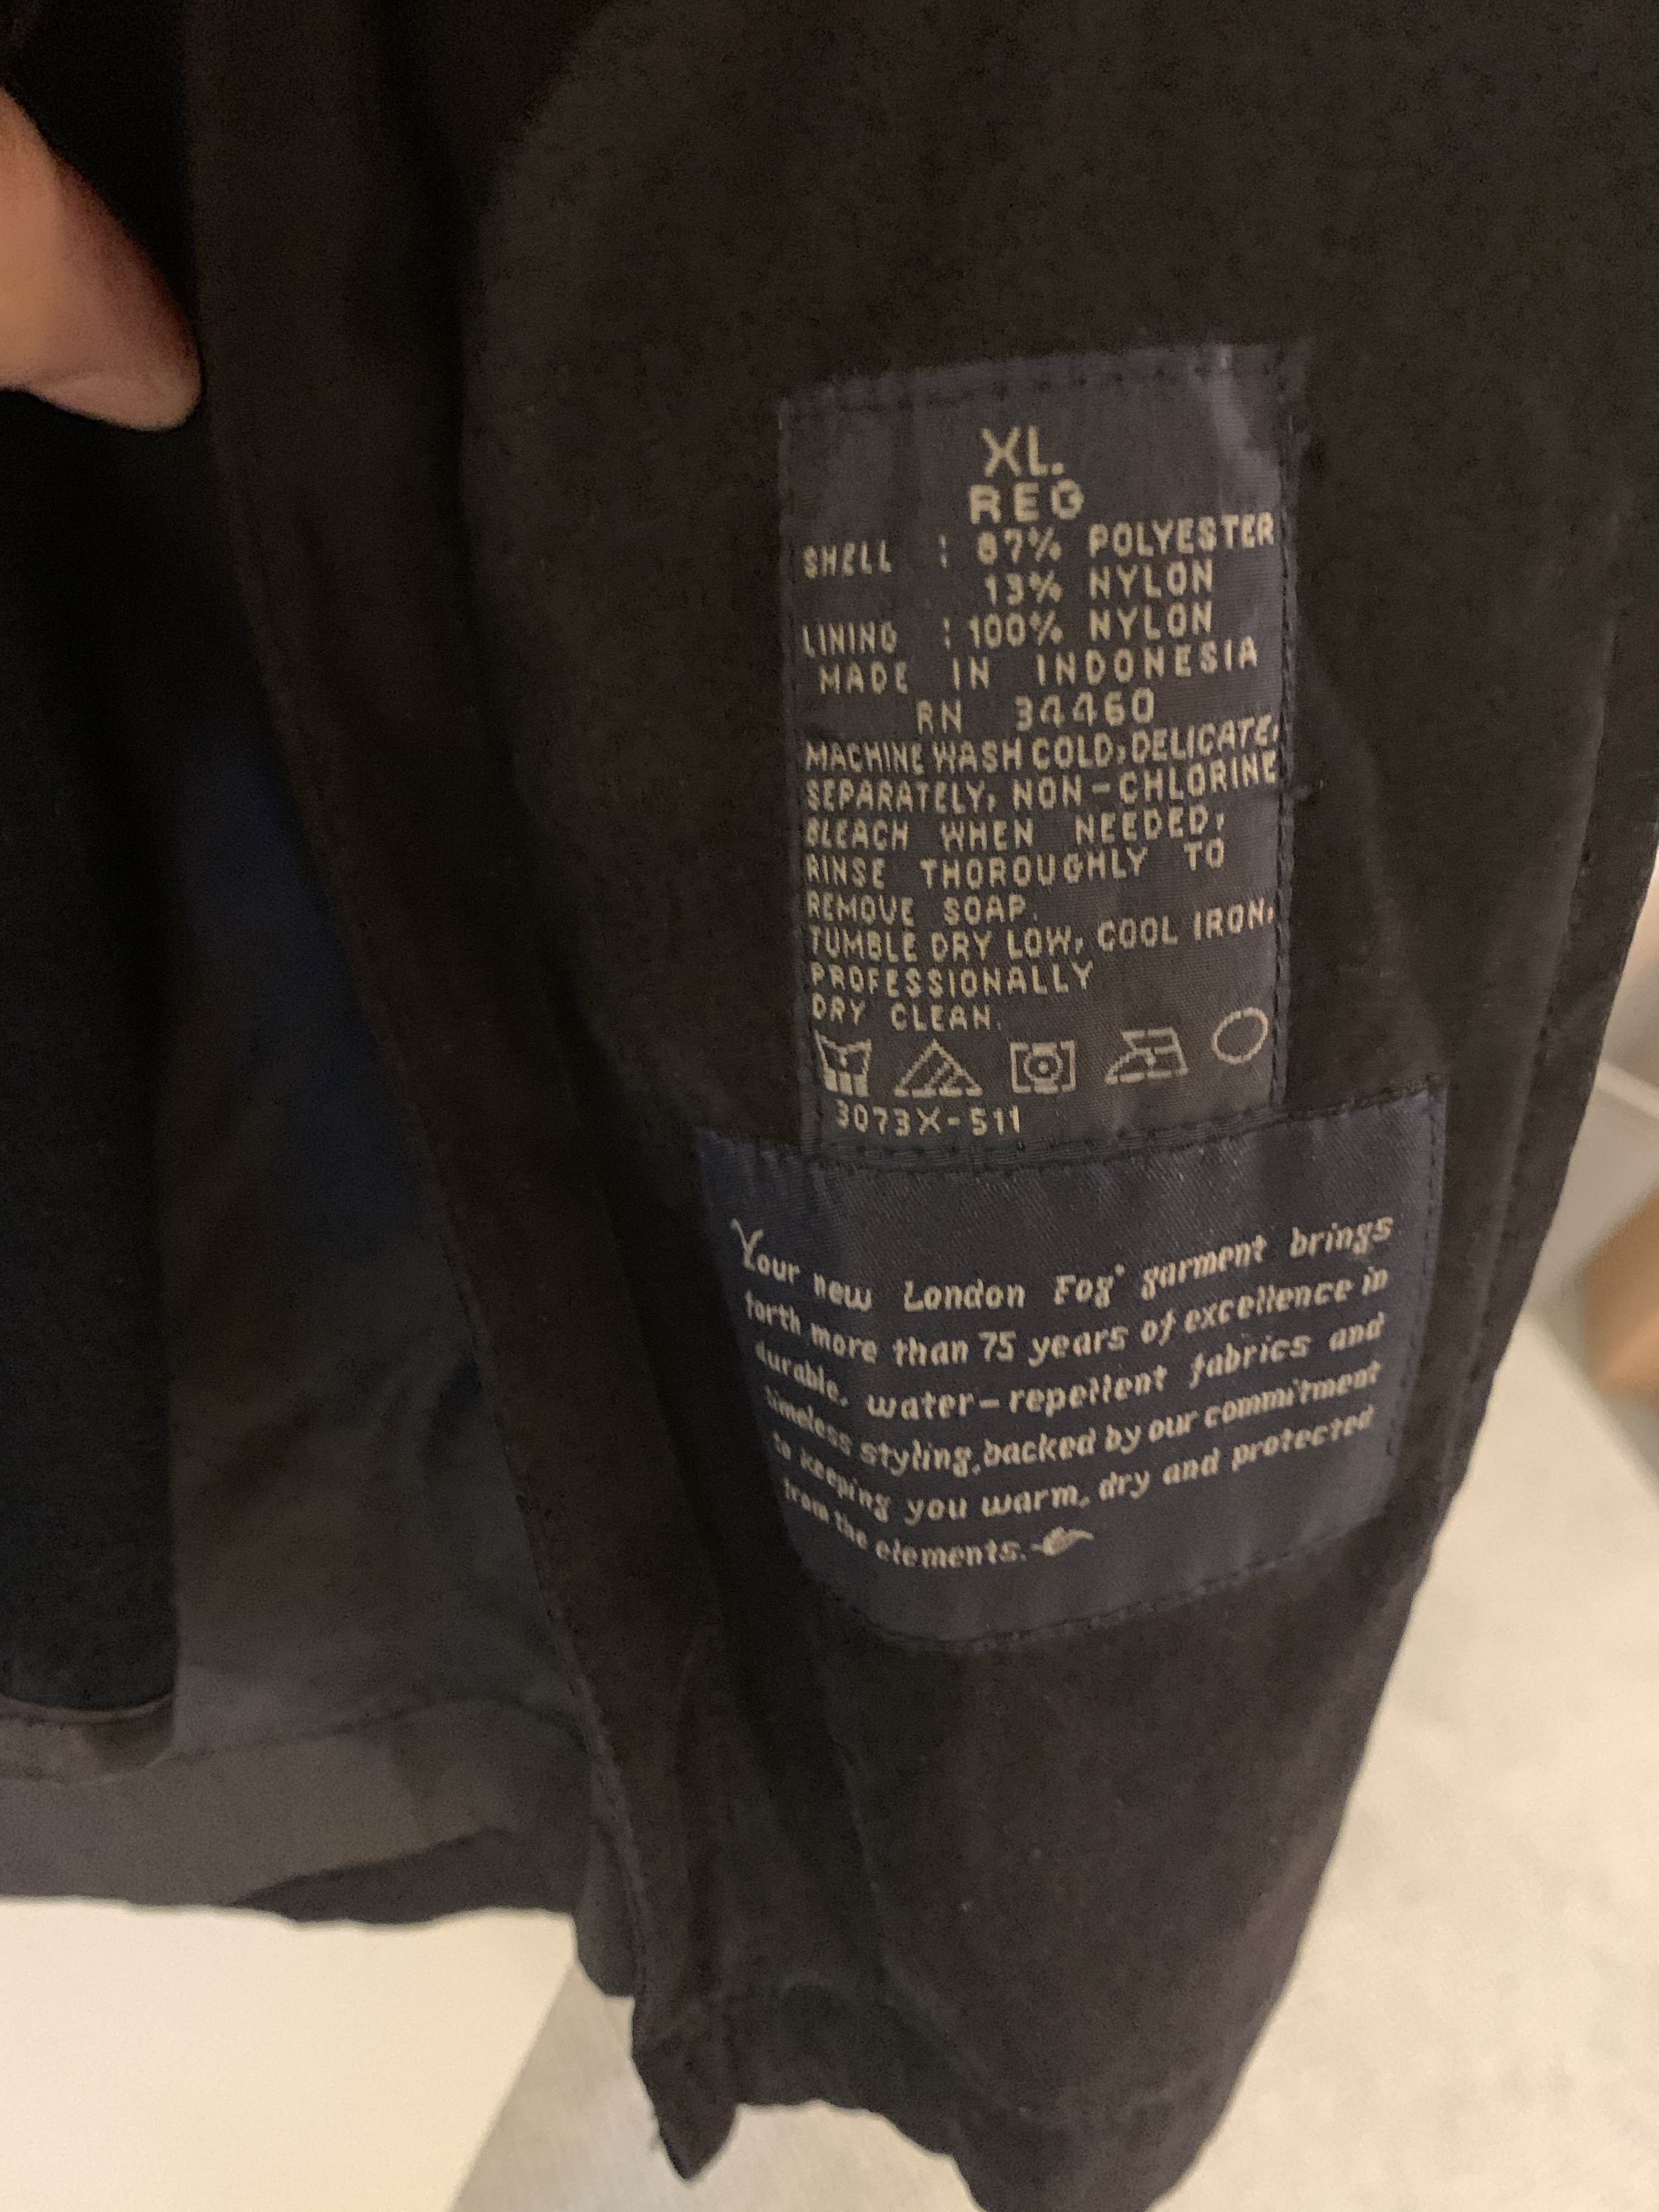 XL.
REG
SHELL : 87% POLYESTER
13% NYLON
LINING : 100% NYLON
MADE IN INDONESIA
RN 34460
MACHINE WASH COLD, DELICATE,
SEPARATELY, NON-CHLORINE
BLEACH WHEN NEEDED,
RINSE THOROUGHLY TO
REMOVE SOAP.
TUMBLE DRY LOW, COOL IRON,
PROFESSIONALLY
DRY CLEAN.
3073X-511
Your new London Fog® garment brings
forth more than 75 years of excellence in
durable, water-repellent fabrics and
timeless styling, backed by our commitment
to keeping you warm, dry and protected
from the elements.